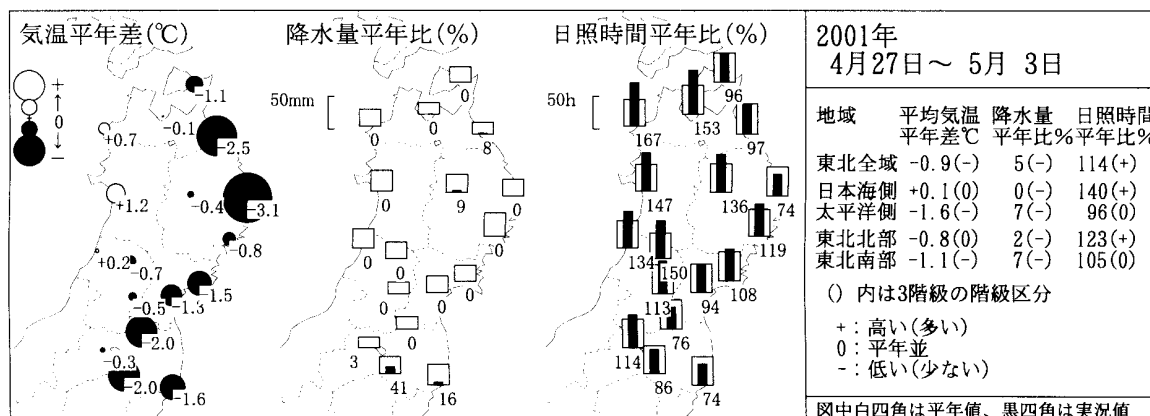 気温平年差(℃)
+
↑
0
↓
−
-1.1
-0.1
+0.7
-2.5
+1.2
-0.4
-3.1
-0.8
+0.2
-0.7
-1.5
-0.5
-1.3
-2.0
-0.3
-2.0
-1.6
降水量平年比(%)
50mm
0
0
0
8
0
9
0
0
0
0
0
0
0
0
3
41
16
日照時間平年比(%)
50h
96
153
167
97
147
136
74
119
134
150
108
113
94
76
114
86
74
2001年
4月27日～ 5月 3日
地域 平均気温 降水量 日照時間
平年差℃ 平年比% 平年比%
東北全域 -0.9(-) 5(-) 114(+)
日本海側 +0.1(0) 0(-) 140(+)
太平洋側 -1.6(-) 7(-) 96(0)
東北北部 -0.8(0) 2(-) 123(+)
東北南部 -1.1(-) 7(-) 105(0)
() 内は3階級の階級区分
+：高い(多い)
0：平年並
-：低い(少ない)
図中白四角は平年値、黒四角は実況値